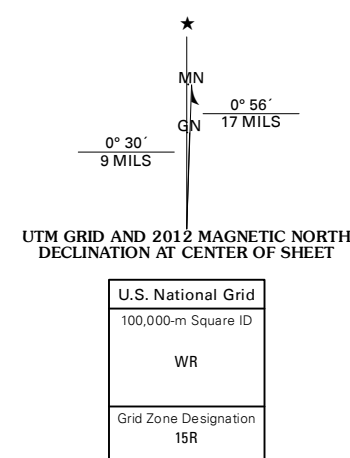 ★
MN
GN
0° 56´
17 MILS
0° 30´
9 MILS
UTM GRID AND 2012 MAGNETIC NORTH
DECLINATION AT CENTER OF SHEET
U.S. National Grid
100,000-m Square ID
WR
Grid Zone Designation
15R